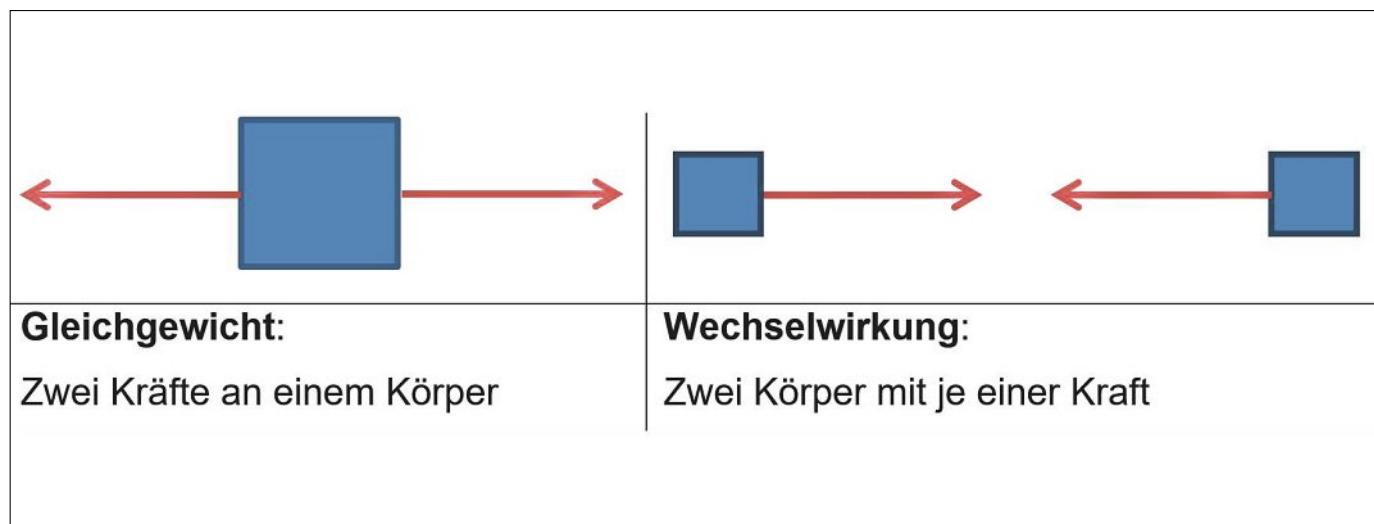 Gleichgewicht:
Zwei Kräfte an einem Körper
Wechselwirkung:
Zwei Körper mit je einer Kraft